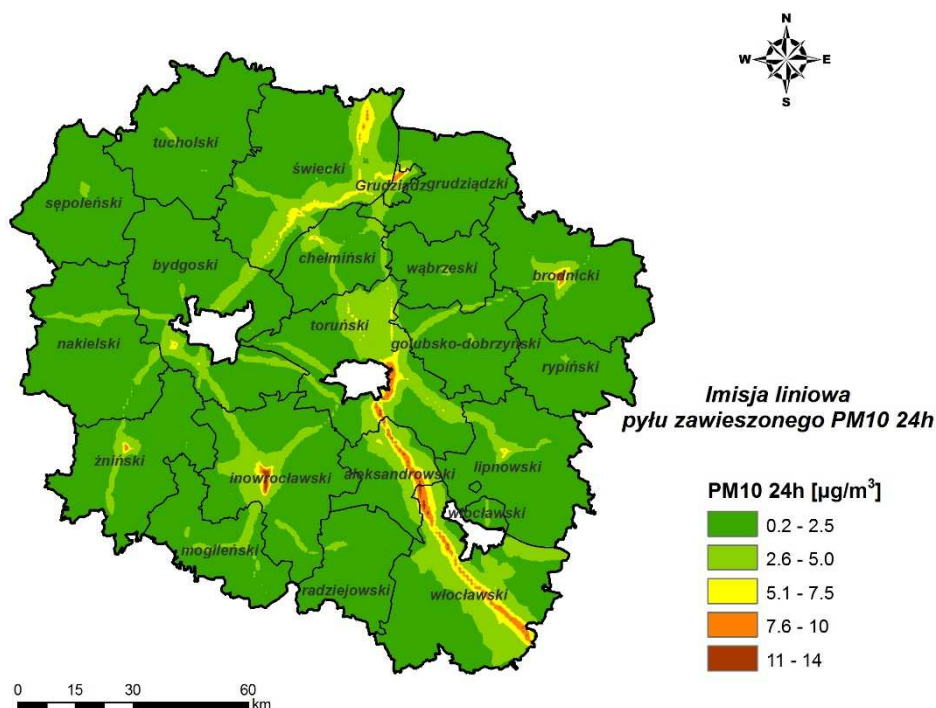 N
W E
S
tucholski
świecki
Grudziądz grudziądzki
sępoleński
chełmiński
bydgoski
wąbrzeski
brodnicki
toruński
nakielski
golubsko-dobrzyński
rypiński
Imisja liniowa
pyłu zawieszonego PM10 24h
żniński
inowrocławski
aleksandrowski
lipnowski
PM10 24h [µg/m³]
0.2 - 2.5
włocławski
2.6 - 5.0
mogileński
5.1 - 7.5
radziejowski
włocławski
7.6 - 10
11 - 14
0 15 30 60
km